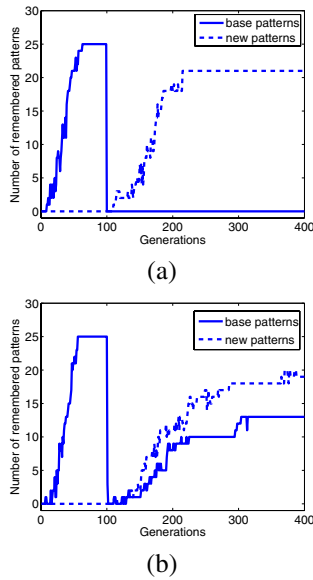 30
25
20
15
10
5
0
Number of remembered patterns
base patterns
new patterns
0 100 200 300 400
Generations
(a)
30
25
20
15
10
5
0
Number of remembered patterns
base patterns
new patterns
0 100 200 300 400
Generations
(b)